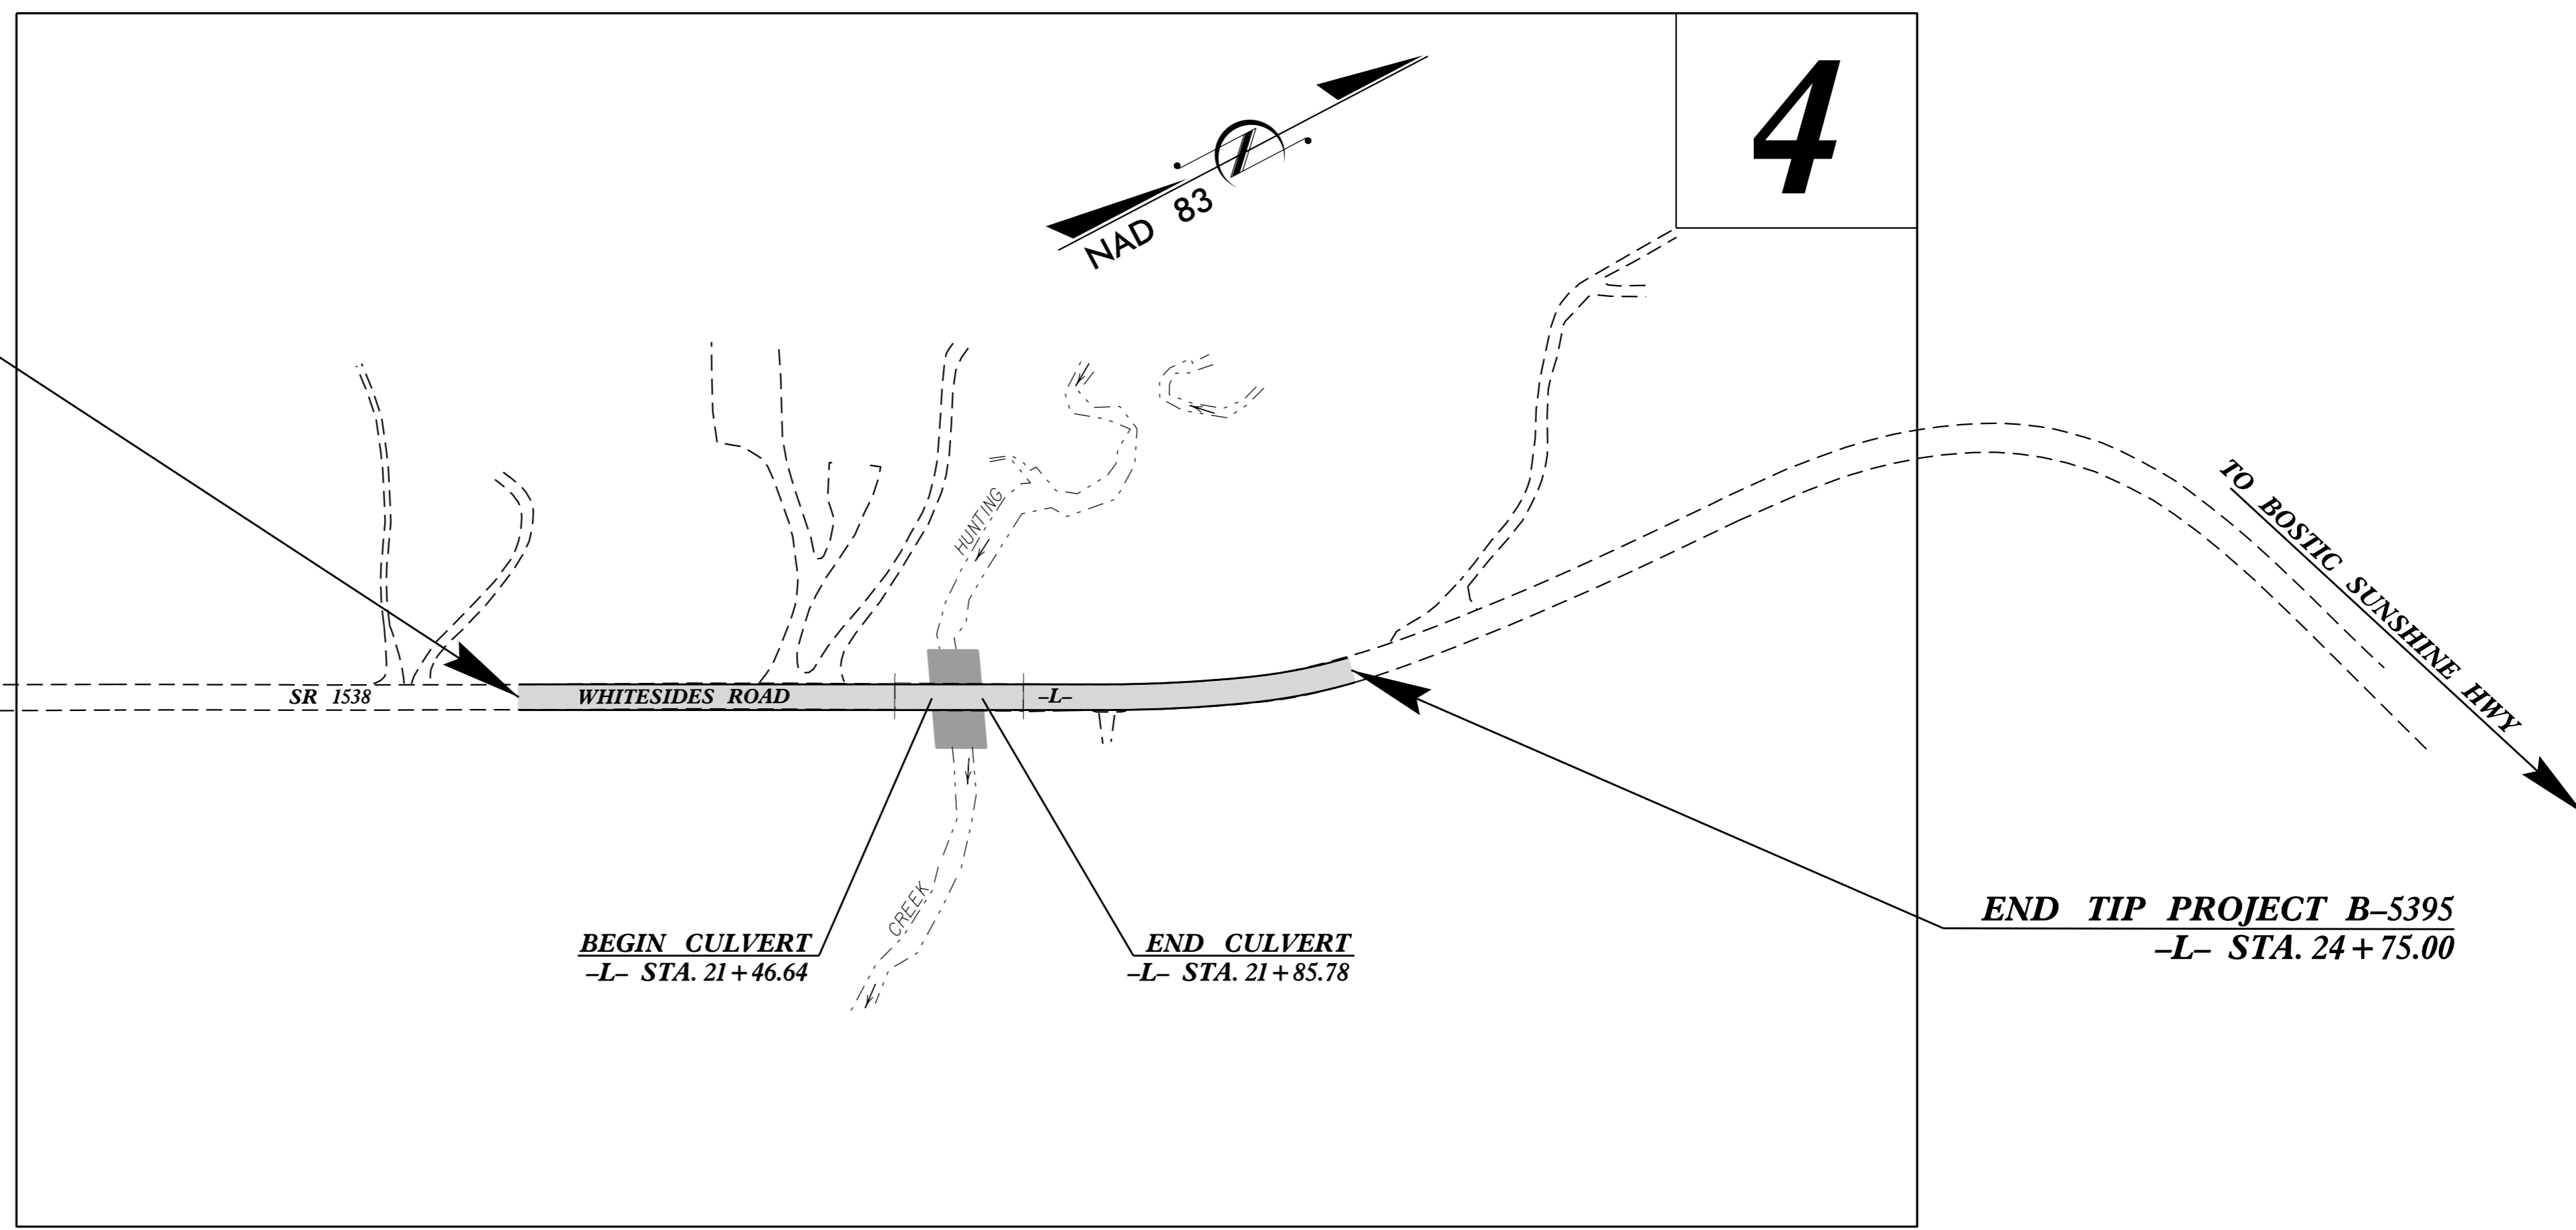 4
NAD 83
HUNTING
TO BOSTIC SUNSHINE HWY
SR 1538
WHITESIDES ROAD
–L–
CREEK
BEGIN CULVERT
–L– STA. 21+46.64
END CULVERT
–L– STA. 21+85.78
END TIP PROJECT B–5395
–L– STA. 24+75.00